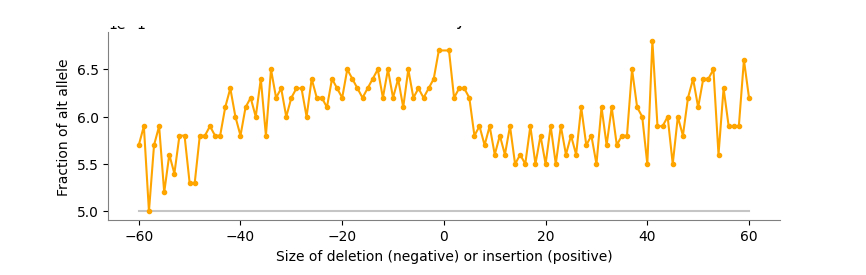 6.5
6.0
5.5
5.0
Fraction of alt allele
−60 −40 −20 0 20 40 60
Size of deletion (negative) or insertion (positive)